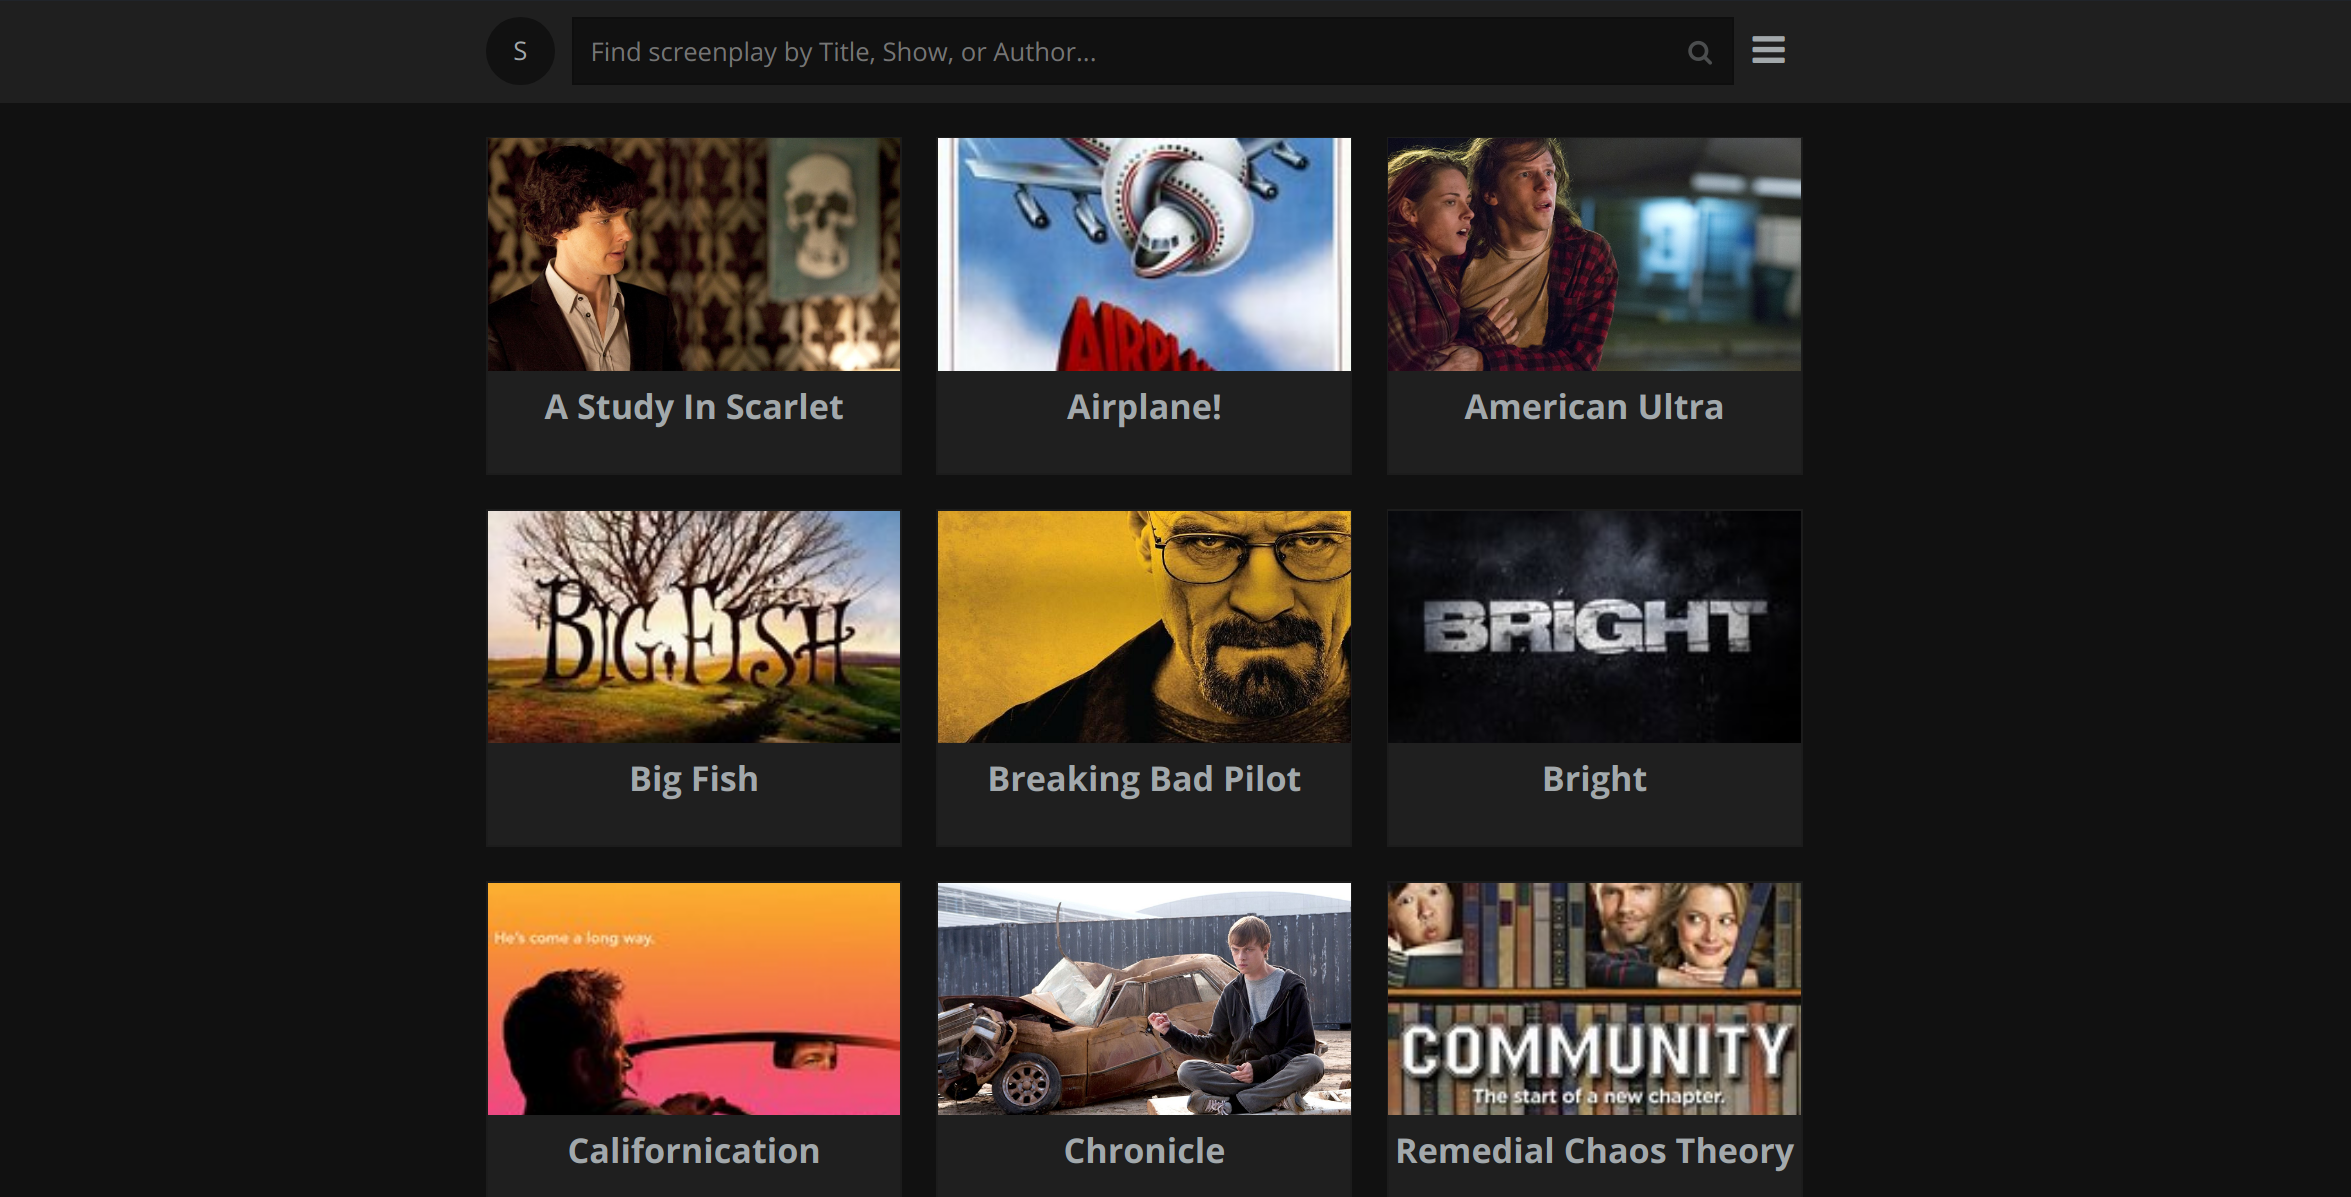 S
Find screenplay by Title, Show, or Author...
A Study In Scarlet
AIRPL
Airplane!
American Ultra
BIG FISH
Big Fish
Breaking Bad Pilot
BRIGHT
Bright
He's come a long way.
Californication
Chronicle
COMMUNITY
The start of a new chapter.
Remedial Chaos Theory